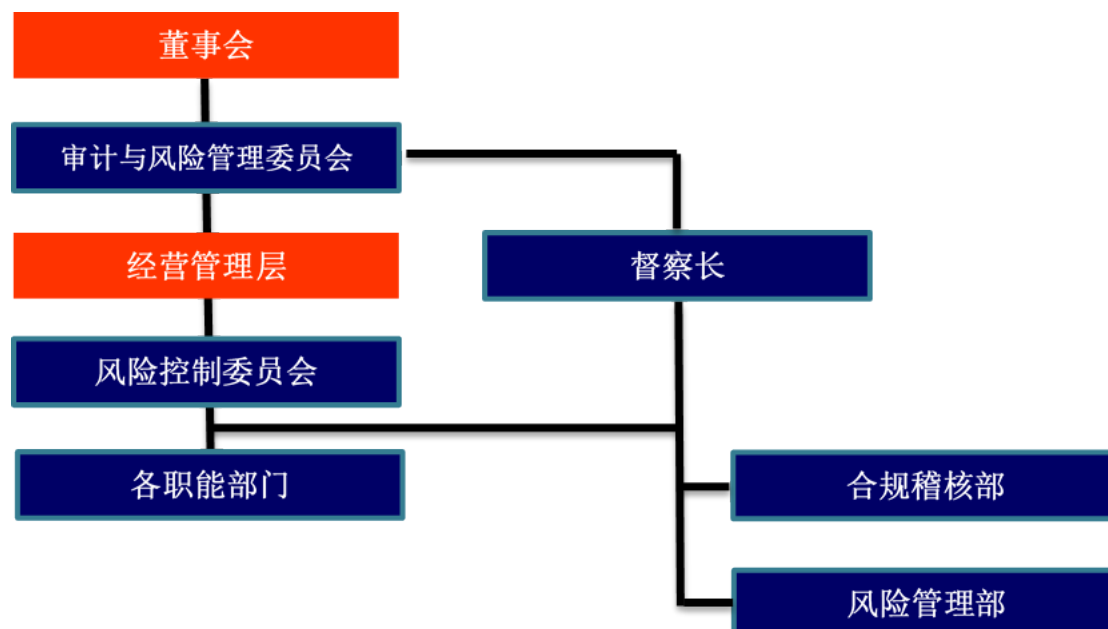 董事会
审计与风险管理委员会
经营管理层
督察长
风险控制委员会
各职能部门
合规稽核部
风险管理部